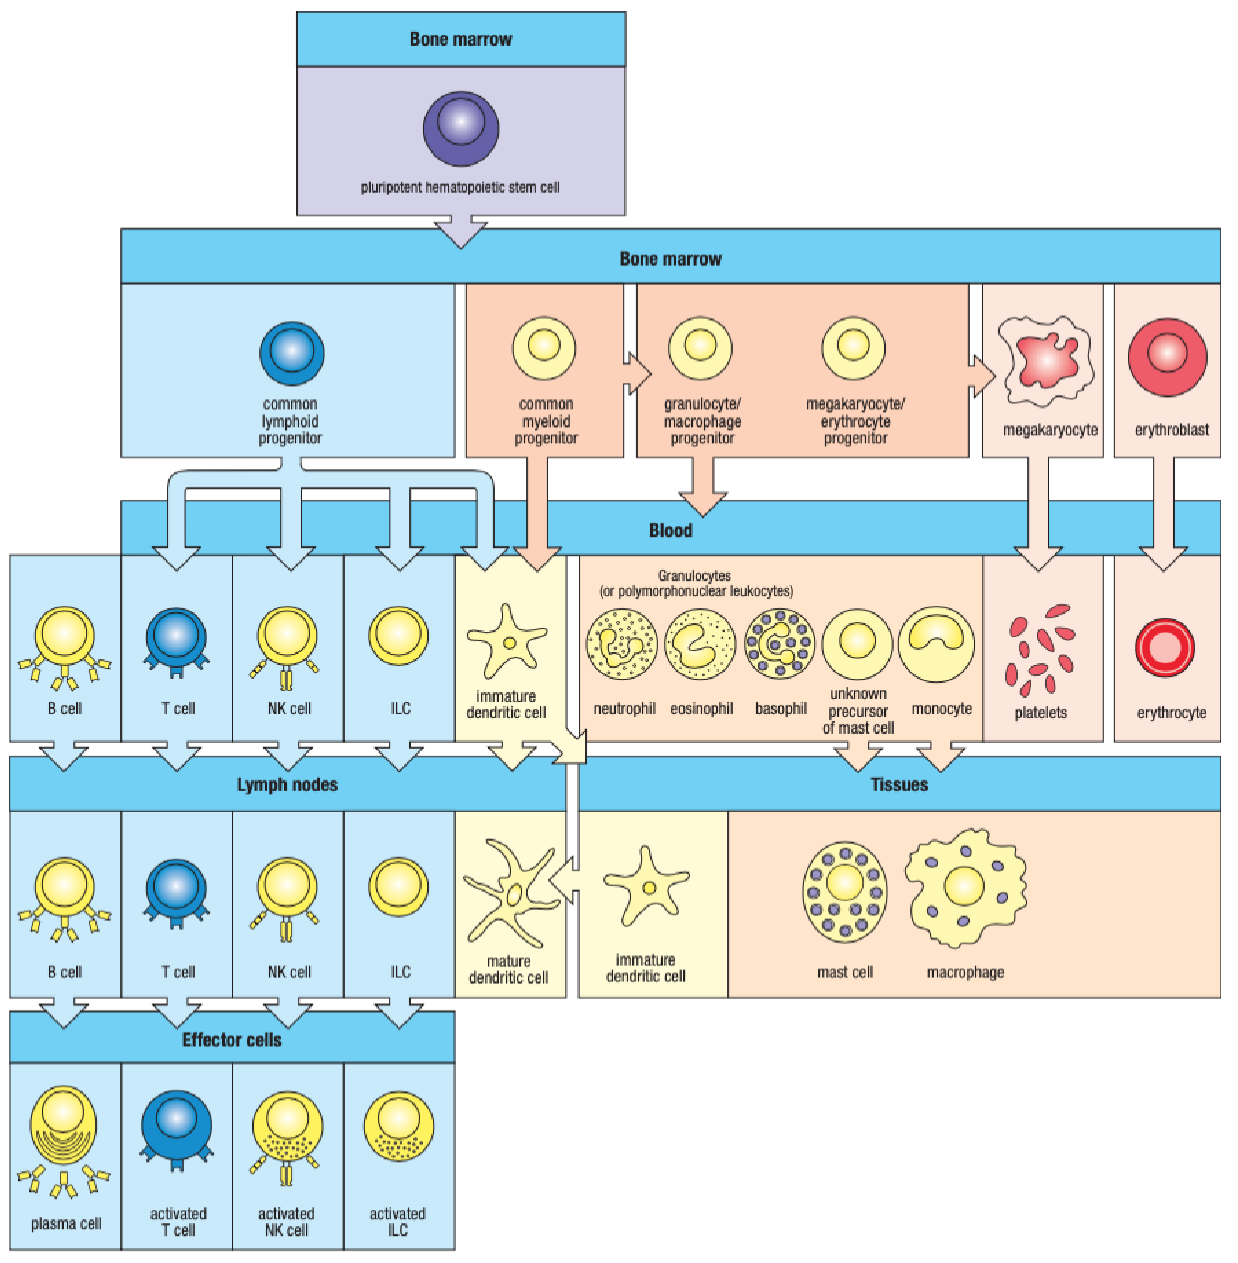 Bone marrow
pluripotent hematopoietic stem cell
Bone marrow
common
lymphoid
progenitor
common
myeloid
progenitor
granulocyte/
macrophage
progenitor
megakaryocyte/
erythrocyte
progenitor
megakaryocyte
erythroblast
Blood
Granulocytes
(or polymorphonuclear leukocytes)
B cell
T cell
NK cell
ILC
immature
dendritic cell
neutrophil
eosinophil
basophil
unknown
precursor
of mast cell
monocyte
platelets
erythrocyte
Lymph nodes
Tissues
B cell
T cell
NK cell
ILC
mature
dendritic cell
immature
dendritic cell
mast cell
macrophage
Effector cells
plasma cell
activated
T cell
activated
NK cell
activated
ILC